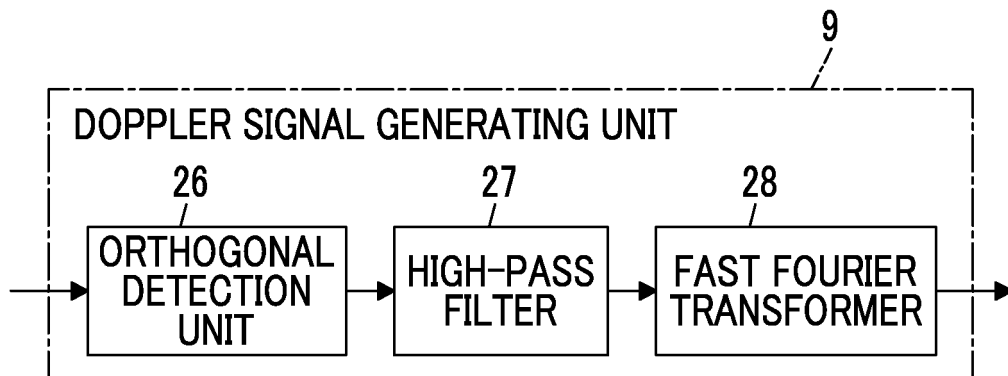 9
DOPPLER SIGNAL GENERATING UNIT
26
27
28
ORTHOGONAL
DETECTION
UNIT
HIGH-PASS
FILTER
FAST FOURIER
TRANSFORMER